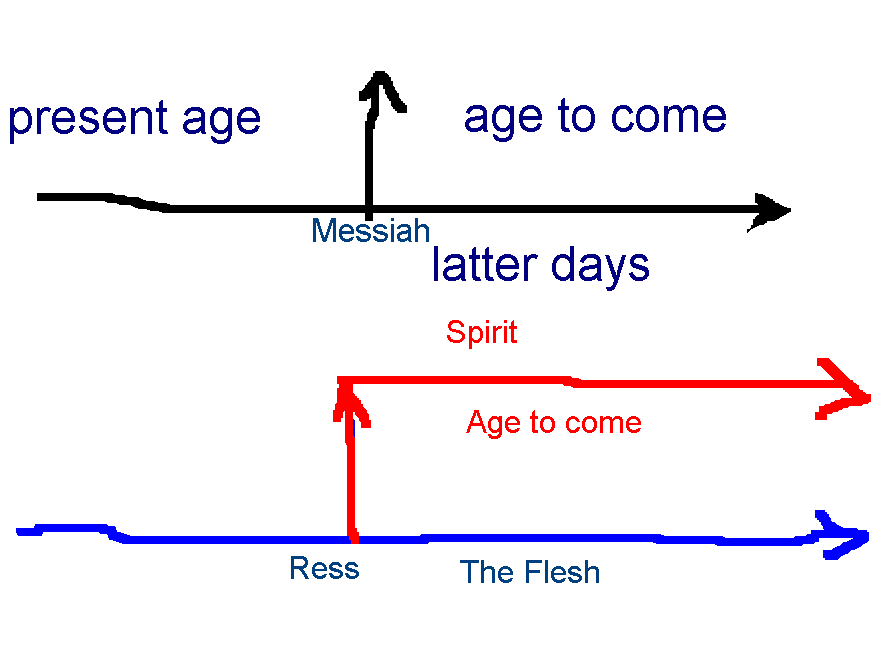 present age
age to come
Messiah
latter days
Spirit
Age to come
Ress
The Flesh